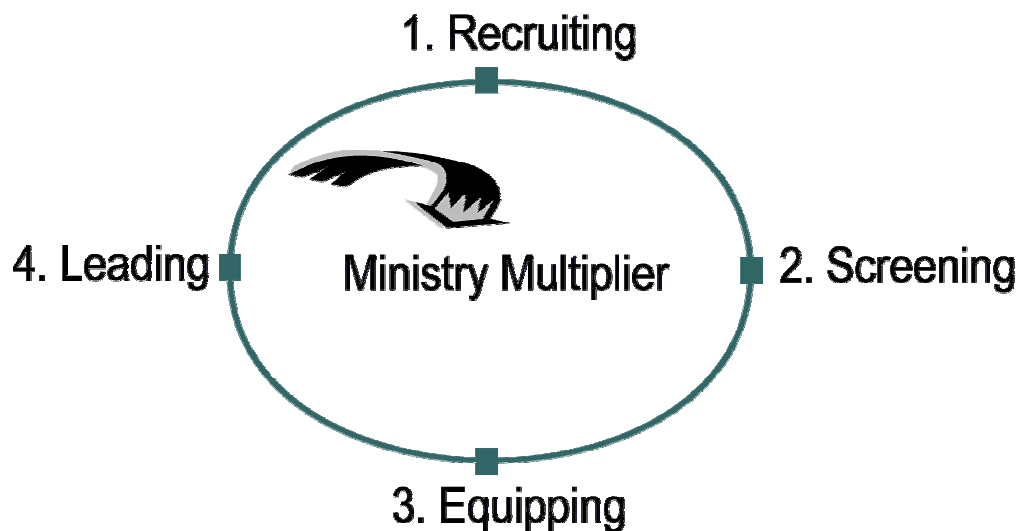 1. Recruiting
4. Leading
Ministry Multiplier
2. Screening
3. Equipping